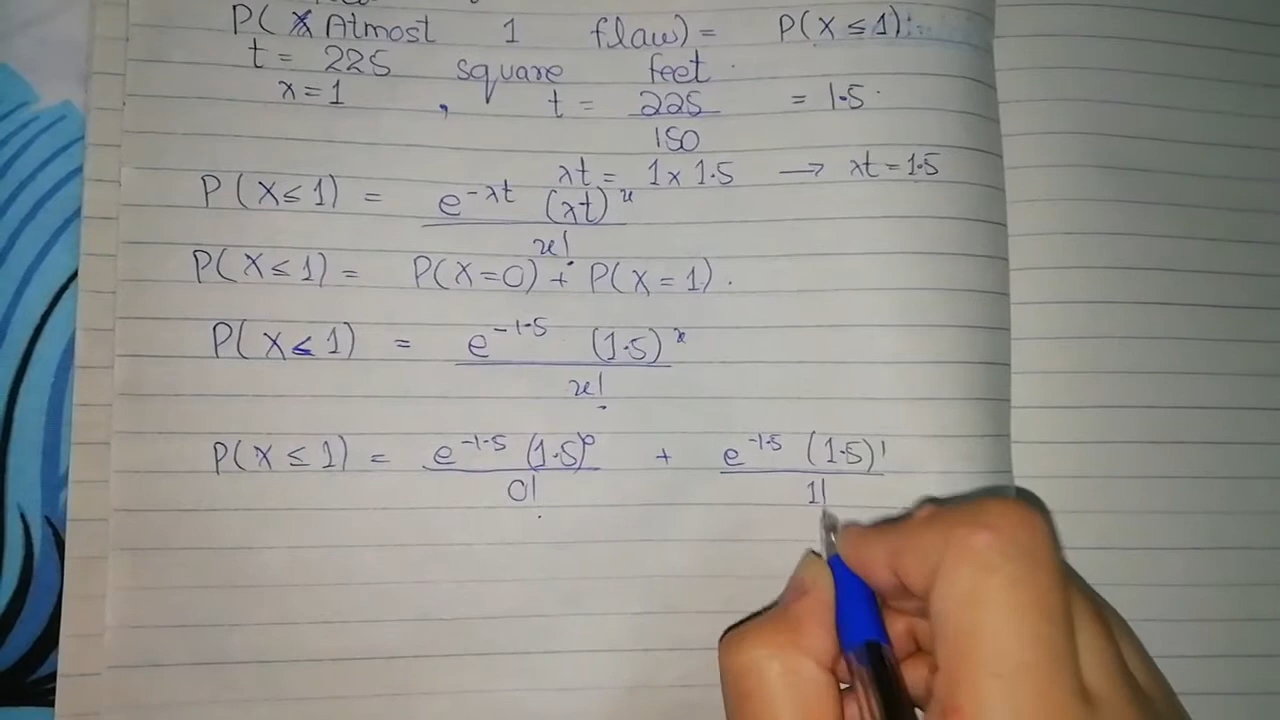 P(X Atmost 1 flaw) = P(X ≤ 1).
t = 225 square feet.
x = 1 , t = 225/150 = 1.5.
λt = 1 x 1.5 → λt = 1.5
P(X ≤ 1) = e^-λt (λt)^x / x!
P(X ≤ 1) = P(X = 0) + P(X = 1).
P(X ≤ 1) = e^-1.5 (1.5)^x / x!
P(X ≤ 1) = e^-1.5 (1.5)^0 / 0! + e^-1.5 (1.5)^1 / 1!